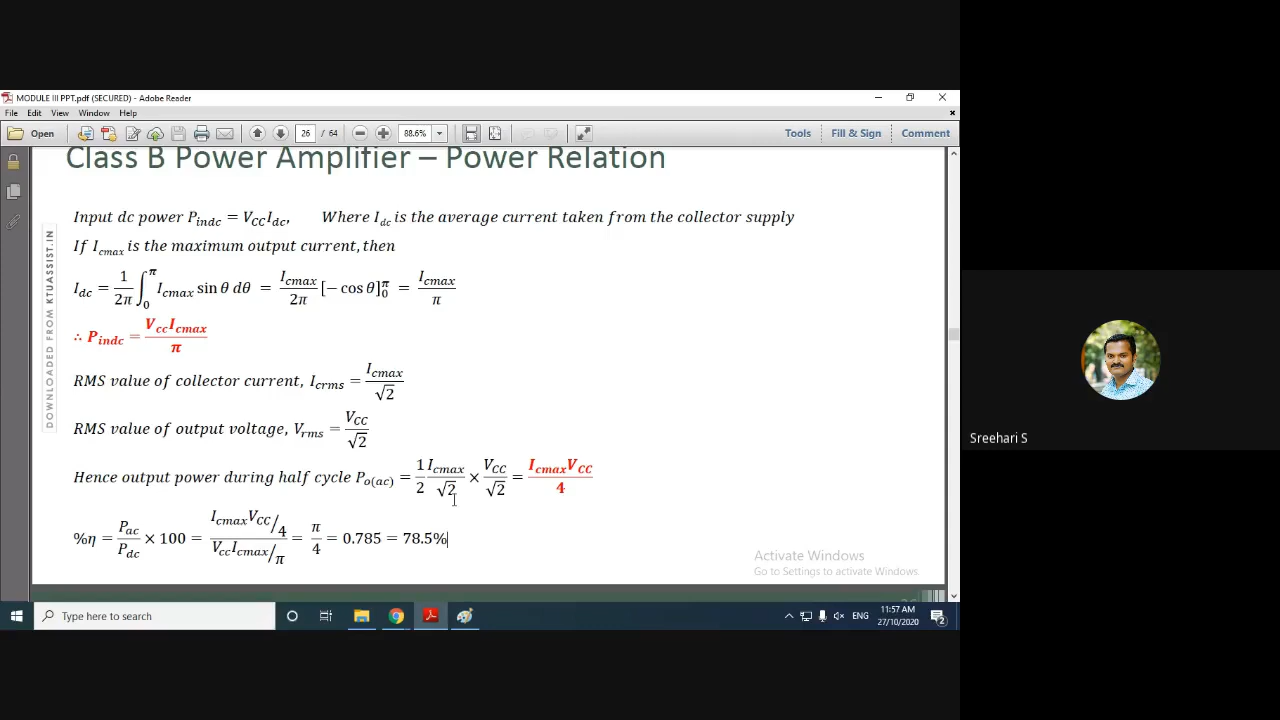 MODULE III PPT.pdf (SECURED) - Adobe Reader
File Edit View Window Help
Open 26 / 64 88.6% Tools Fill & Sign Comment
Class B Power Amplifier – Power Relation
DOWNLOADED FROM KTUASSIST.IN
Input dc power P_indc = V_CC I_dc, Where I_dc is the average current taken from the collector supply
If I_cmax is the maximum output current, then
I_dc = 1/2π ∫_0^π I_cmax sin θ dθ = I_cmax/2π [− cos θ]_0^π = I_cmax/π
∴ P_indc = V_cc I_cmax/π
RMS value of collector current, I_crms = I_cmax/√2
RMS value of output voltage, V_rms = V_CC/√2
Hence output power during half cycle P_o(ac) = 1/2 I_cmax/√2 × V_CC/√2 = I_cmax V_CC/4
%η = P_ac/P_dc × 100 = (I_cmax V_CC/4)/(V_cc I_cmax/π) = π/4 = 0.785 = 78.5%
Activate Windows
Go to Settings to activate Windows.
Sreehari S
Type here to search
ENG
11:57 AM
27/10/2020
2